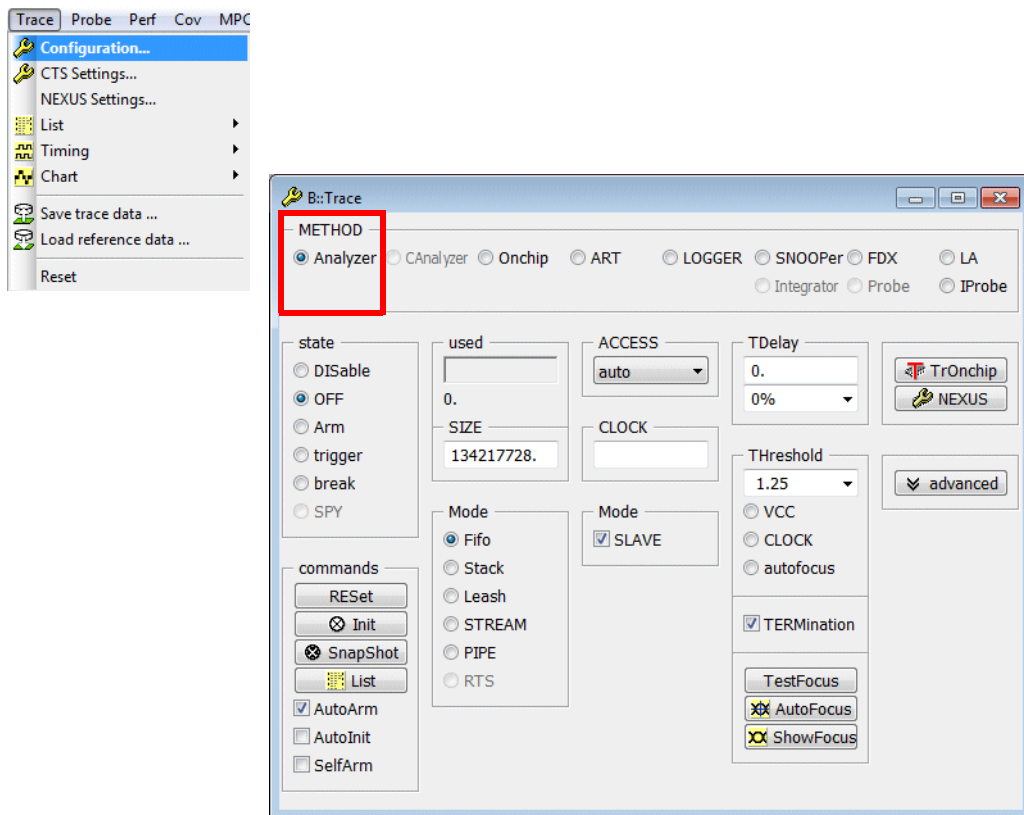 Trace Probe Perf Cov MPC
Configuration...
CTS Settings...
NEXUS Settings...
List
Timing
Chart
Save trace data ...
Load reference data ...
Reset
B::Trace
METHOD
Analyzer CAnalyzer Onchip ART LOGGER SNOOPer FDX LA
Integrator Probe IProbe
state
DISable
OFF
Arm
trigger
break
SPY
commands
RESet
Init
SnapShot
List
AutoArm
AutoInit
SelfArm
used
0.
SIZE
134217728.
Mode
Fifo
Stack
Leash
STREAM
PIPE
RTS
ACCESS
auto
CLOCK
Mode
SLAVE
TDelay
0.
0%
THreshold
1.25
VCC
CLOCK
autofocus
TERMination
TestFocus
AutoFocus
ShowFocus
TrOnchip
NEXUS
advanced